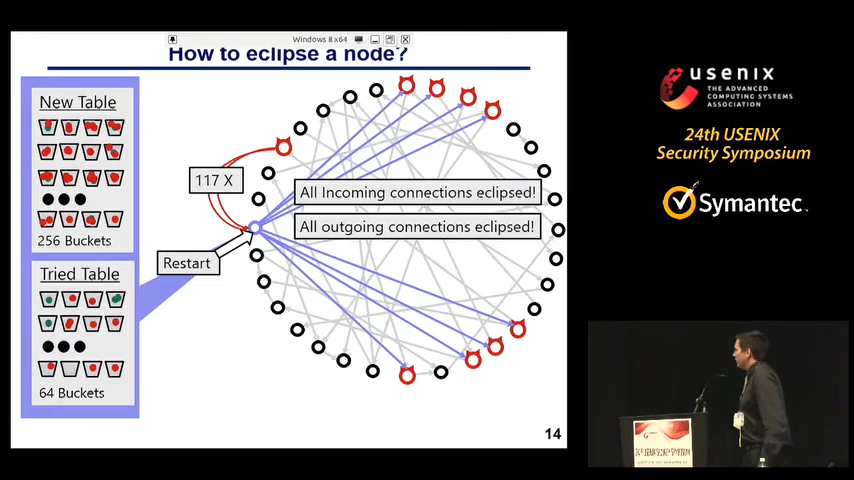 Windows 8 x64
How to eclipse a node?
New Table
256 Buckets
Tried Table
64 Buckets
117 X
Restart
All Incoming connections eclipsed!
All outgoing connections eclipsed!
14
usenix
THE ADVANCED
COMPUTING SYSTEMS
ASSOCIATION
24th USENIX
Security Symposium
Symantec.